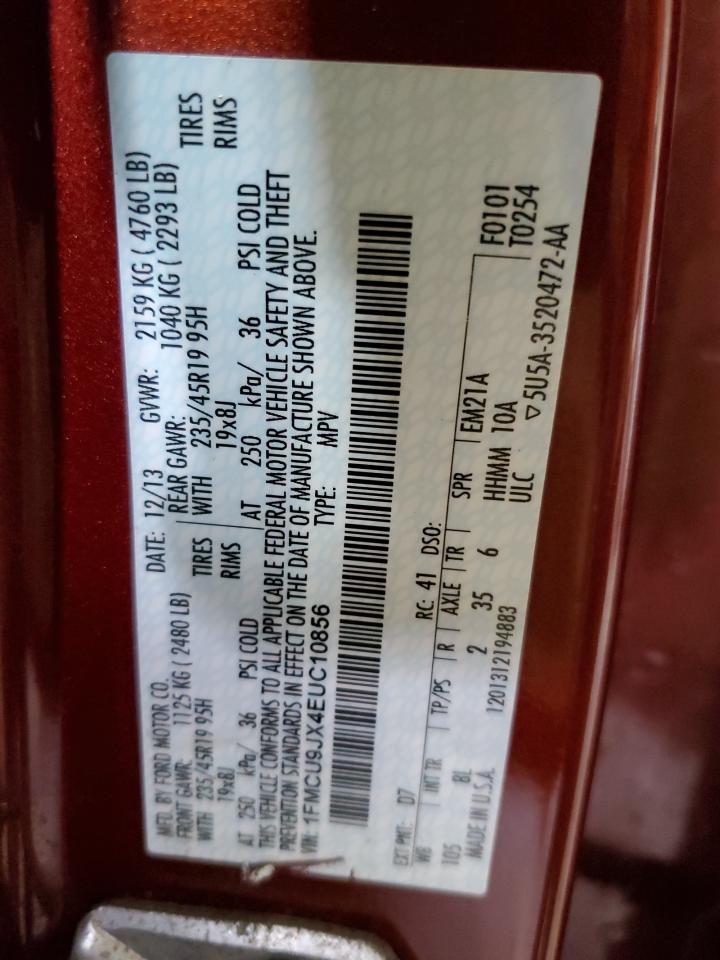 MFD. BY FORD MOTOR CO. DATE: 12/13 GVWR: 2159 KG ( 4760 LB)
FRONT GAWR: 1125 KG ( 2480 LB) REAR GAWR: 1040 KG ( 2293 LB)
WITH 235/45R19 95H TIRES WITH 235/45R19 95H TIRES
19x8J RIMS 19x8J RIMS
AT 250 kPa/ 36 PSI COLD AT 250 kPa/ 36 PSI COLD
THIS VEHICLE CONFORMS TO ALL APPLICABLE FEDERAL MOTOR VEHICLE SAFETY AND THEFT
PREVENTION STANDARDS IN EFFECT ON THE DATE OF MANUFACTURE SHOWN ABOVE.
VIN: 1FMCU9JX4EUC10856 TYPE: MPV
EXT PNT: D7 RC: 41 DSO: F0101
WB INT TR TP/PS R AXLE TR SPR EM21A T0254
105 8L 2 35 6 HHMM 10A
MADE IN U.S.A. 1201312194883 ULC ▽5U5A-3520472-AA